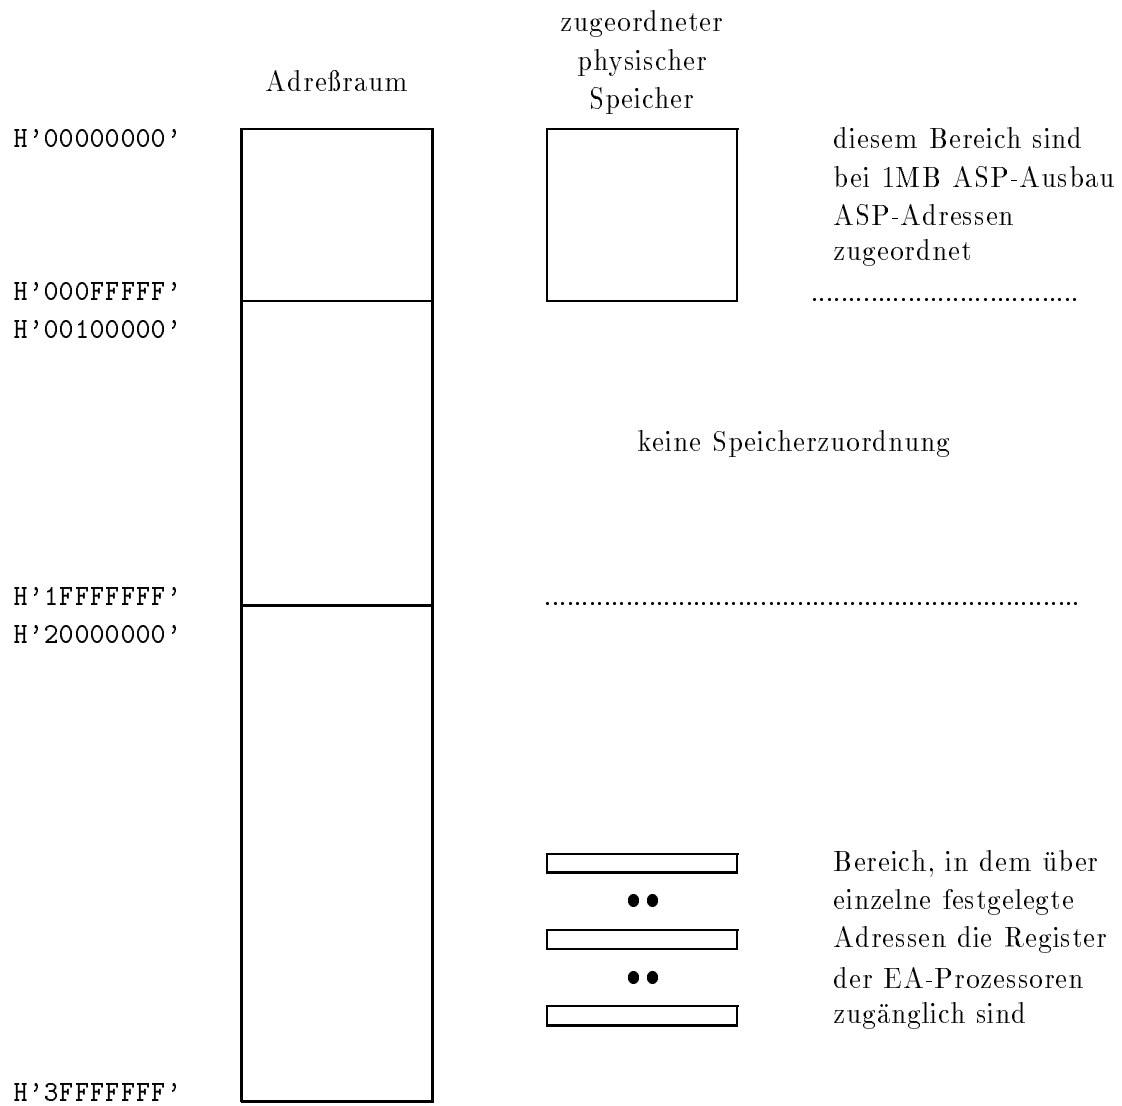 zugeordneter
physischer
Speicher
Adreßraum
H'00000000'
diesem Bereich sind
bei 1MB ASP-Ausbau
ASP-Adressen
zugeordnet
H'000FFFFF'
H'00100000'
keine Speicherzuordnung
H'1FFFFFFF'
H'20000000'
Bereich, in dem über
einzelne festgelegte
Adressen die Register
der EA-Prozessoren
zugänglich sind
H'3FFFFFFF'